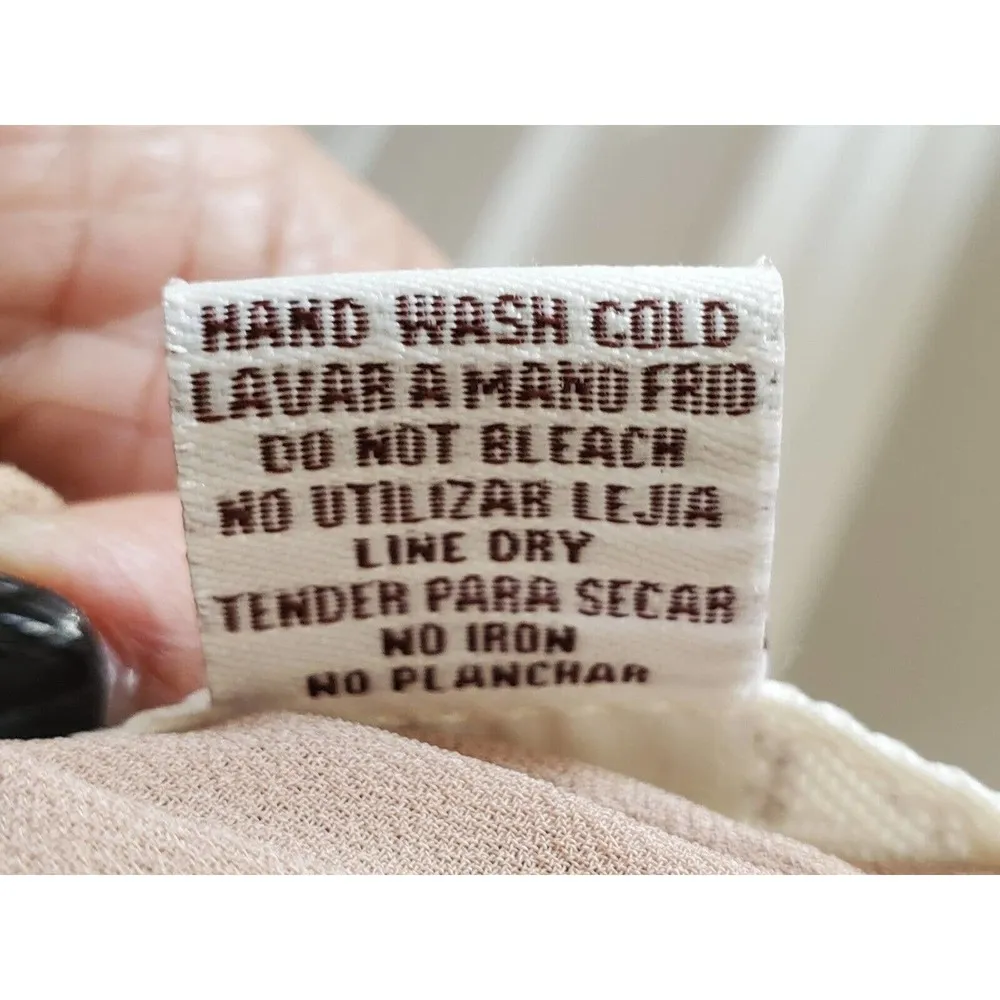 HAND WASH COLD
LAVAR A MANO FRIO
DO NOT BLEACH
NO UTILIZAR LEJIA
LINE DRY
TENDER PARA SECAR
NO IRON
NO PLANCHAR